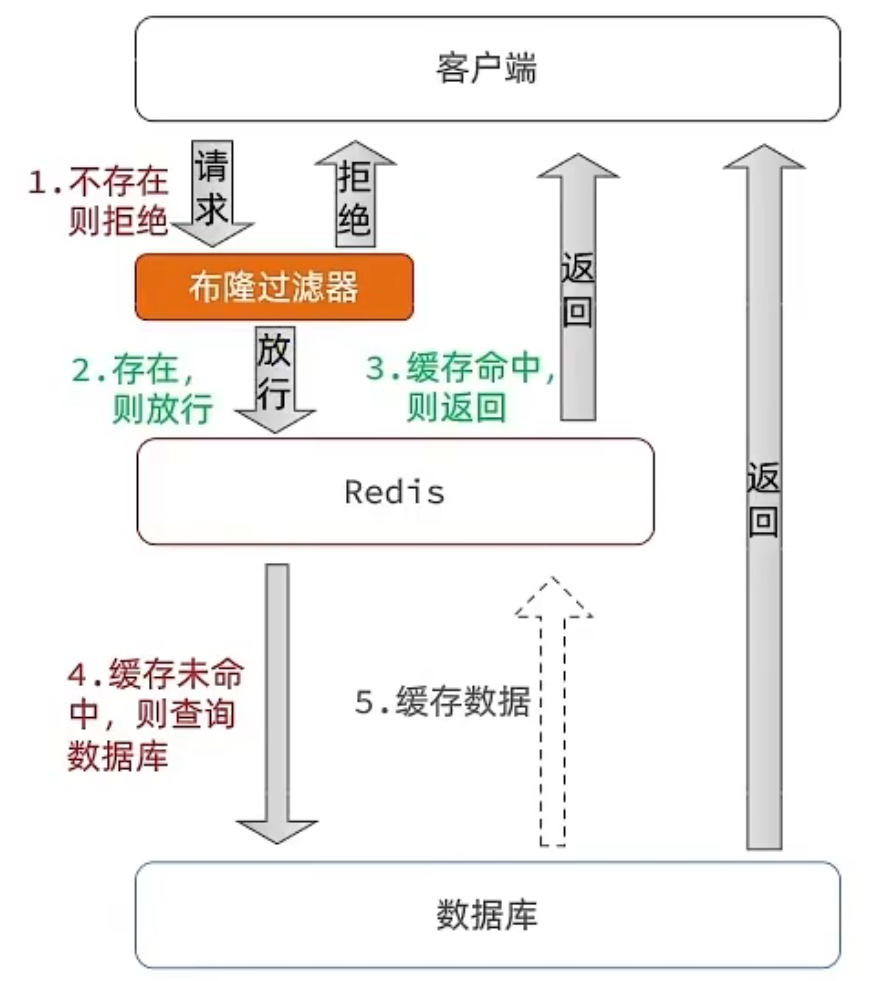 客户端
请求
拒绝
1.不存在
则拒绝
返回
布隆过滤器
放行
2.存在,
则放行
3.缓存命中,
则返回
Redis
返回
4.缓存未命
中, 则查询
数据库
5.缓存数据
数据库